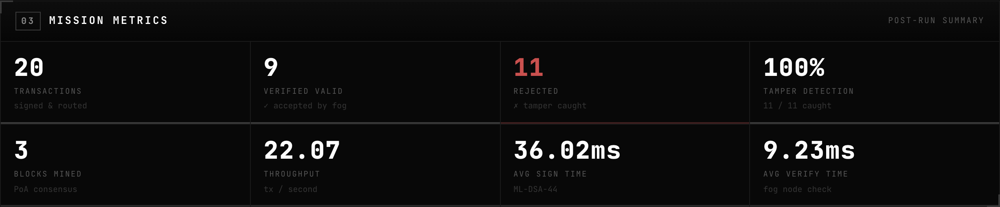 03 MISSION METRICS
POST-RUN SUMMARY
20
TRANSACTIONS
signed & routed
9
VERIFIED VALID
✓ accepted by fog
11
REJECTED
✗ tamper caught
100%
TAMPER DETECTION
11 / 11 caught
3
BLOCKS MINED
PoA consensus
22.07
THROUGHPUT
tx / second
36.02ms
AVG SIGN TIME
ML-DSA-44
9.23ms
AVG VERIFY TIME
fog node check